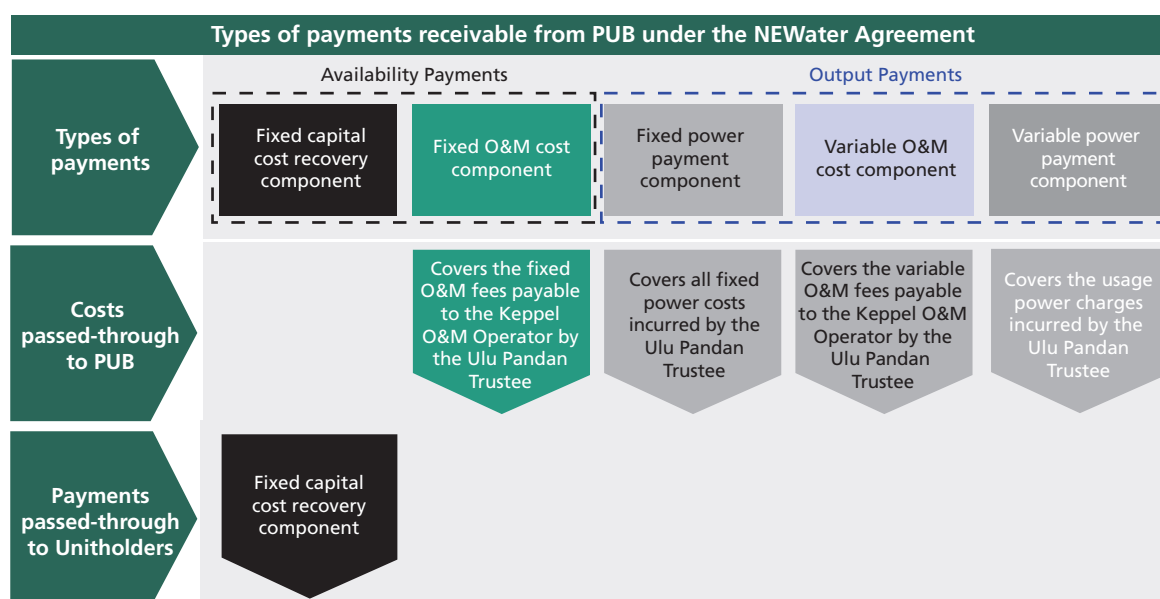 Types of payments receivable from PUB under the NEWater Agreement
Availability Payments
Output Payments
Types of
payments
Fixed capital
cost recovery
component
Fixed O&M cost
component
Fixed power
payment
component
Variable O&M
cost component
Variable power
payment
component
Costs
passed-through
to PUB
Covers the fixed
O&M fees payable
to the Keppel
O&M Operator by
the Ulu Pandan
Trustee
Covers all fixed
power costs
incurred by the
Ulu Pandan
Trustee
Covers the variable
O&M fees payable
to the Keppel O&M
Operator by the
Ulu Pandan
Trustee
Covers the usage
power charges
incurred by the
Ulu Pandan
Trustee
Payments
passed-through
to Unitholders
Fixed capital
cost recovery
component